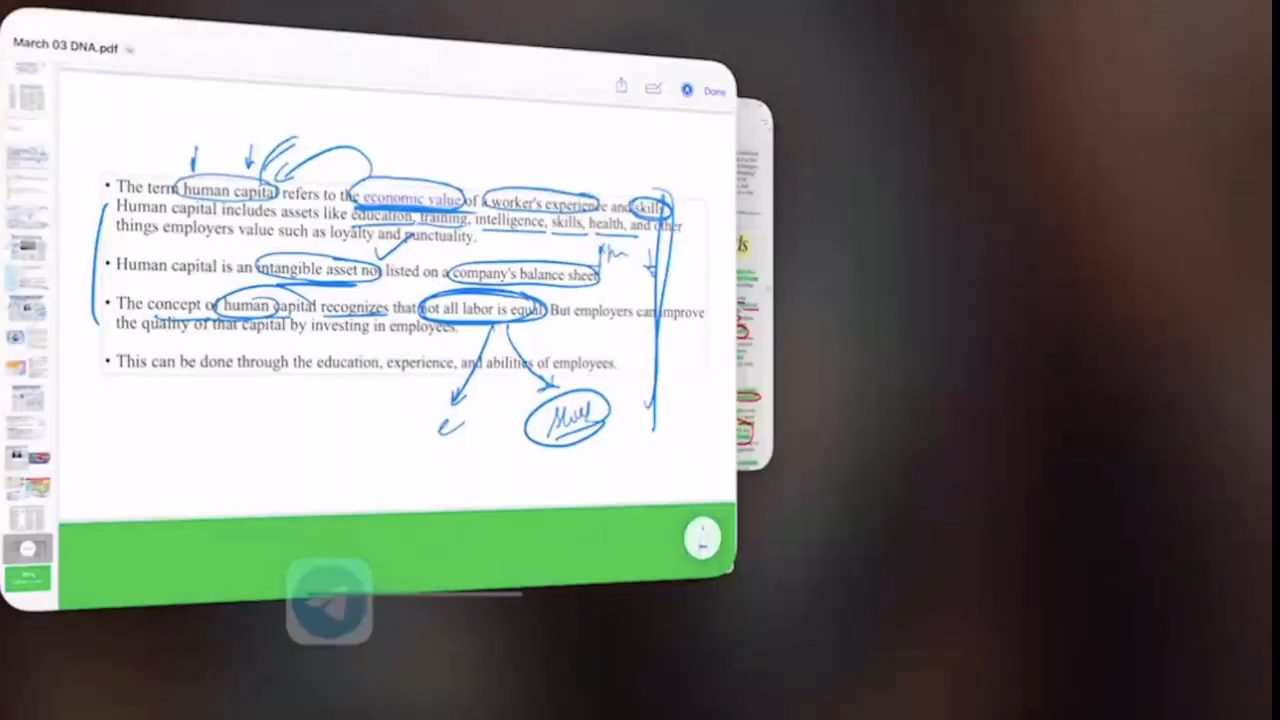 March 03 DNA.pdf
Done
• The term human capital refers to the economic value of a worker's experience and skills
Human capital includes assets like education, training, intelligence, skills, health, and other
things employers value such as loyalty and punctuality.
• Human capital is an intangible asset not listed on a company's balance sheet
• The concept of human capital recognizes that not all labor is equal. But employers can improve
the quality of that capital by investing in employees.
• This can be done through the education, experience, and abilities of employees.